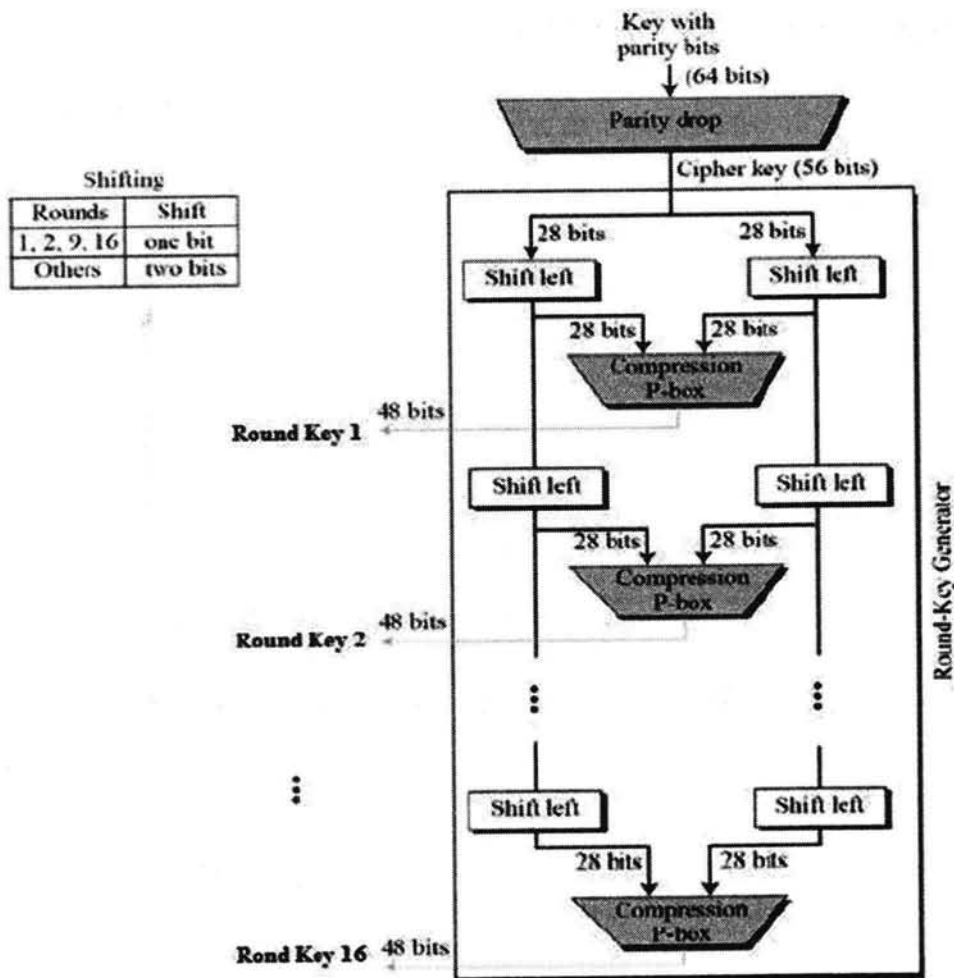 Key with
parity bits
(64 bits)
Parity drop
Cipher key (56 bits)
Shifting
Rounds Shift
1, 2, 9, 16 one bit
Others two bits
28 bits 28 bits
Shift left Shift left
28 bits 28 bits
Compression
P-box
48 bits
Round Key 1
Shift left Shift left
28 bits 28 bits
Compression
P-box
48 bits
Round Key 2
Round-Key Generator
Shift left Shift left
28 bits 28 bits
Compression
P-box
Rond Key 16 48 bits